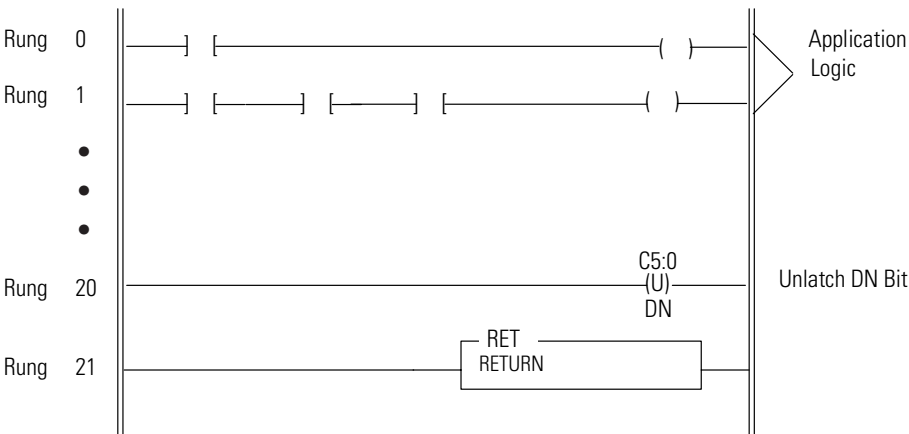 Rung 0
Application
Logic
Rung 1
C5:0
Rung 20
(U)
Unlatch DN Bit
DN
RET
Rung 21
RETURN